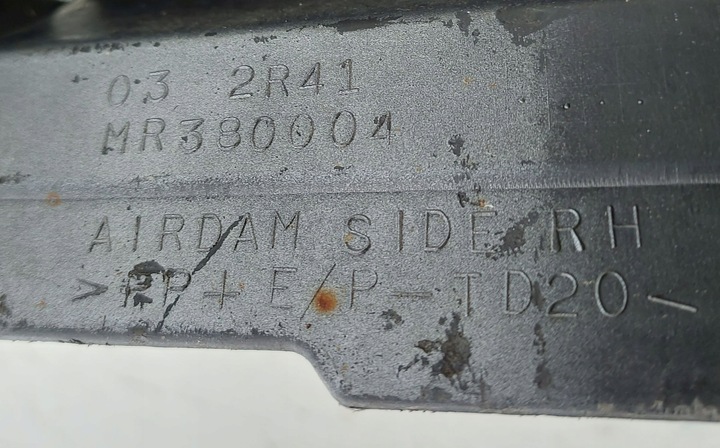 03 2R41
MR380004
AIRDAM SIDE RH
>PP+E/P-TD20<